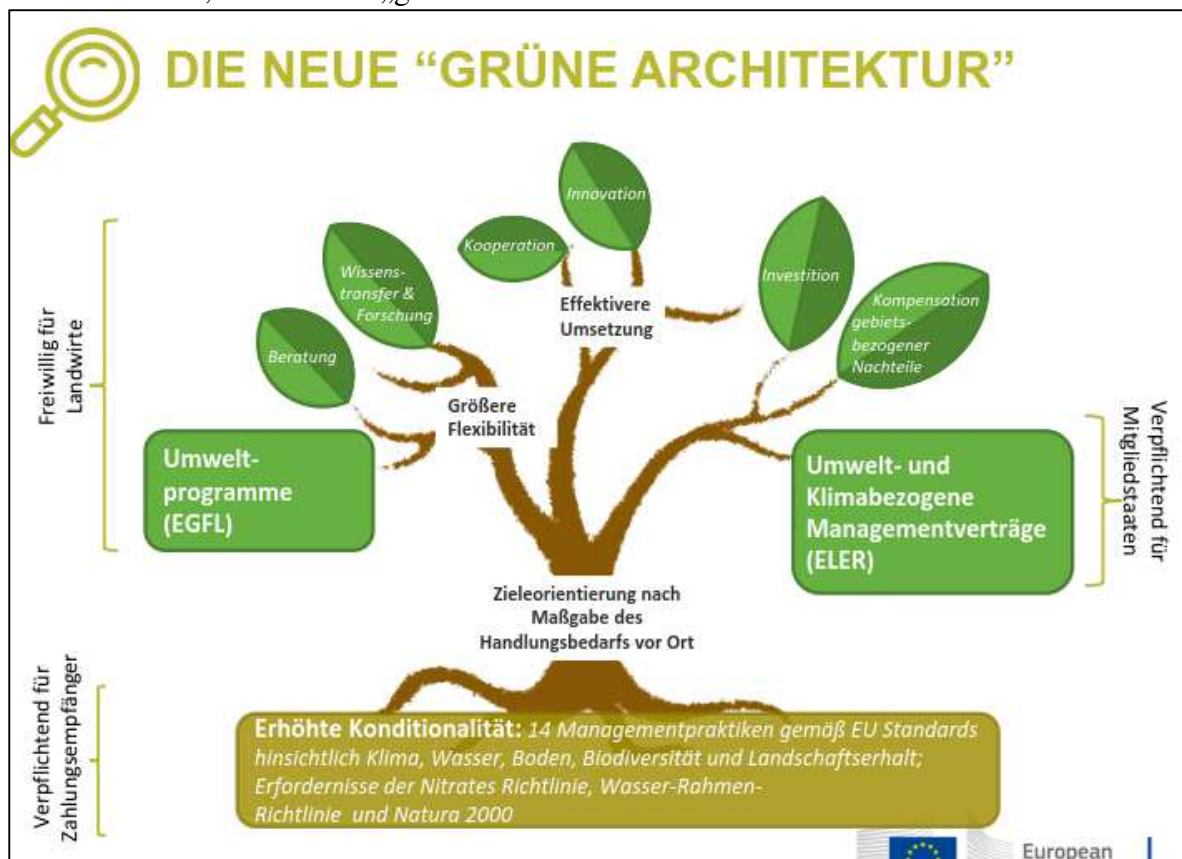 „g
DIE NEUE “GRÜNE ARCHITEKTUR”
Innovation
Kooperation
Wissens-
transfer &
Forschung
Beratung
Investition
Kompensation
gebiets-
bezogener
Nachteile
Effektivere
Umsetzung
Größere
Flexibilität
Freiwillig für
Landwirte
Umwelt-
programme
(EGFL)
Umwelt- und
Klimabezogene
Managementverträge
(ELER)
Verpflichtend für
Mitgliedstaaten
Zieleorientierung nach
Maßgabe des
Handlungsbedarfs vor Ort
Verpflichtend für
Zahlungsempfänger
Erhöhte Konditionalität: 14 Managementpraktiken gemäß EU Standards
hinsichtlich Klima, Wasser, Boden, Biodiversität und Landschaftserhalt;
Erfordernisse der Nitrates Richtlinie, Wasser-Rahmen-
Richtlinie und Natura 2000
European